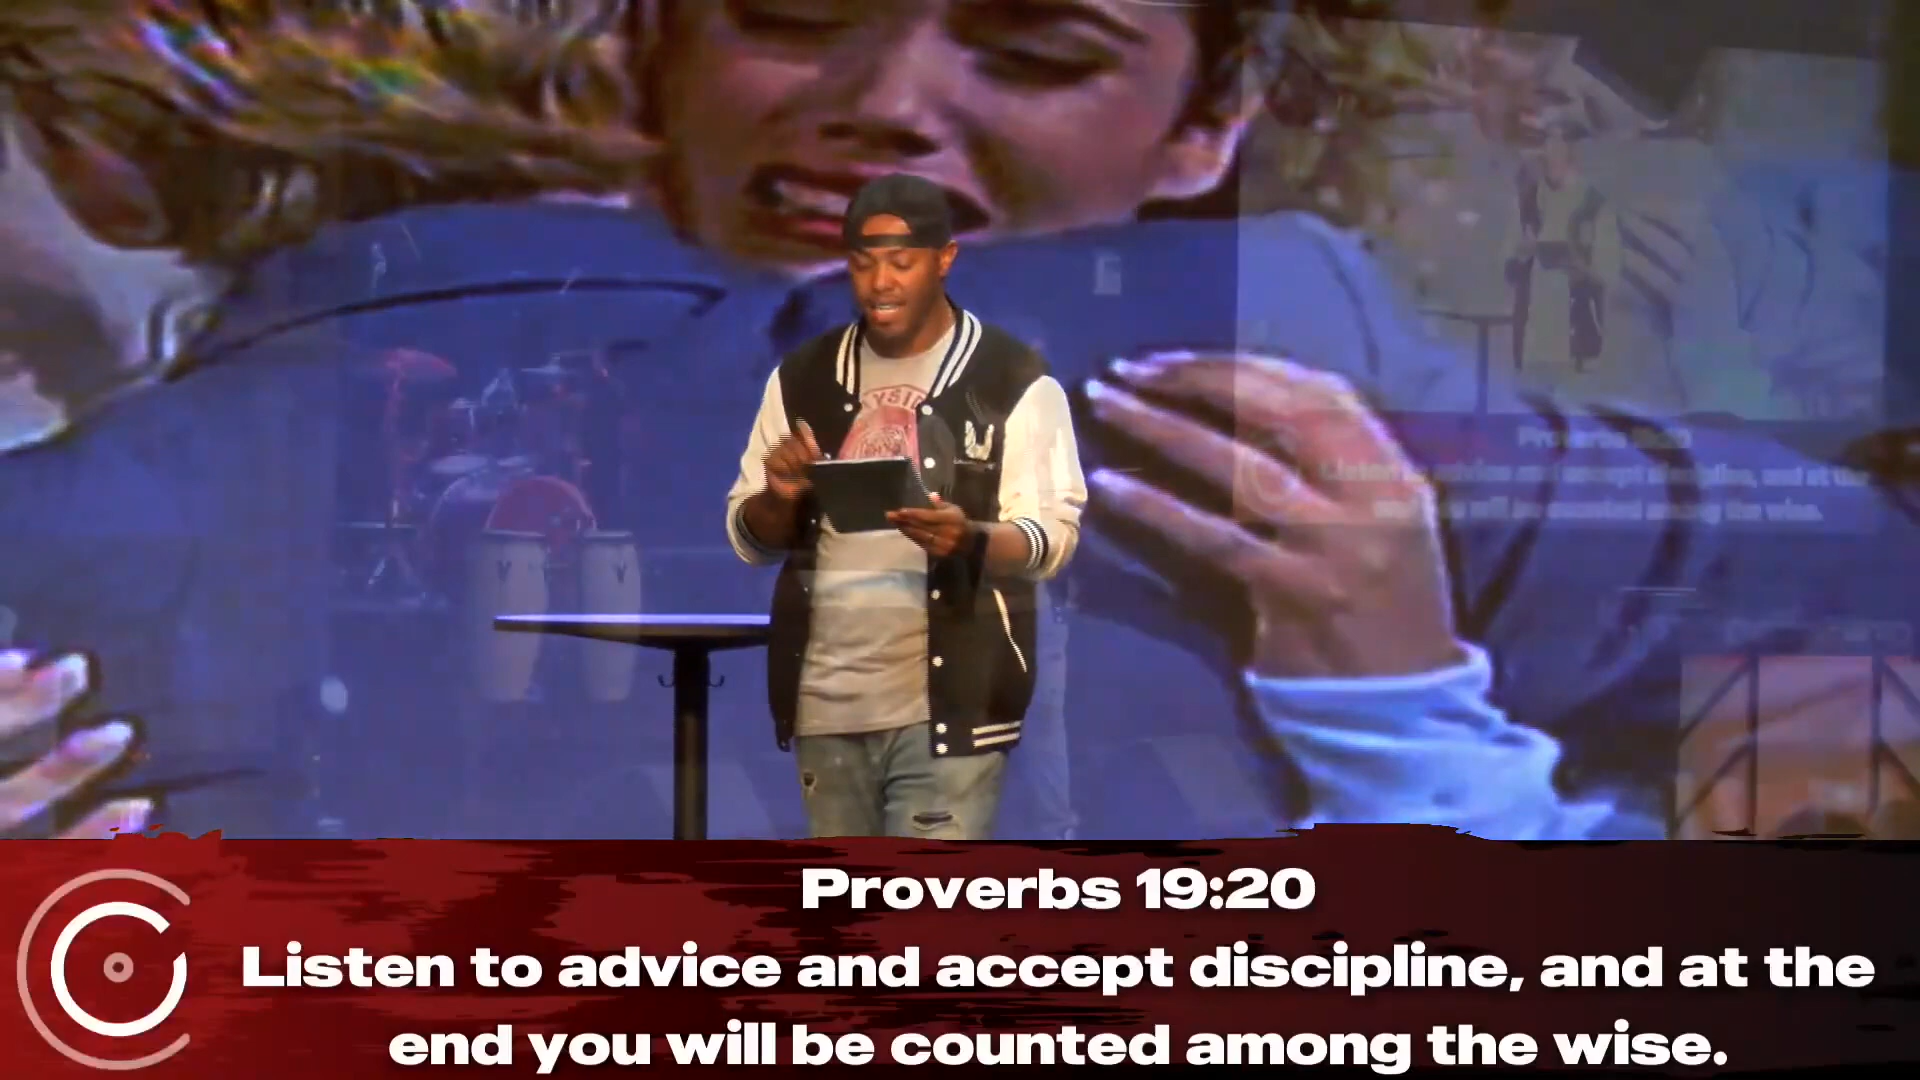 Proverbs 19:20
Listen to advice and accept discipline, and at the
end you will be counted among the wise.